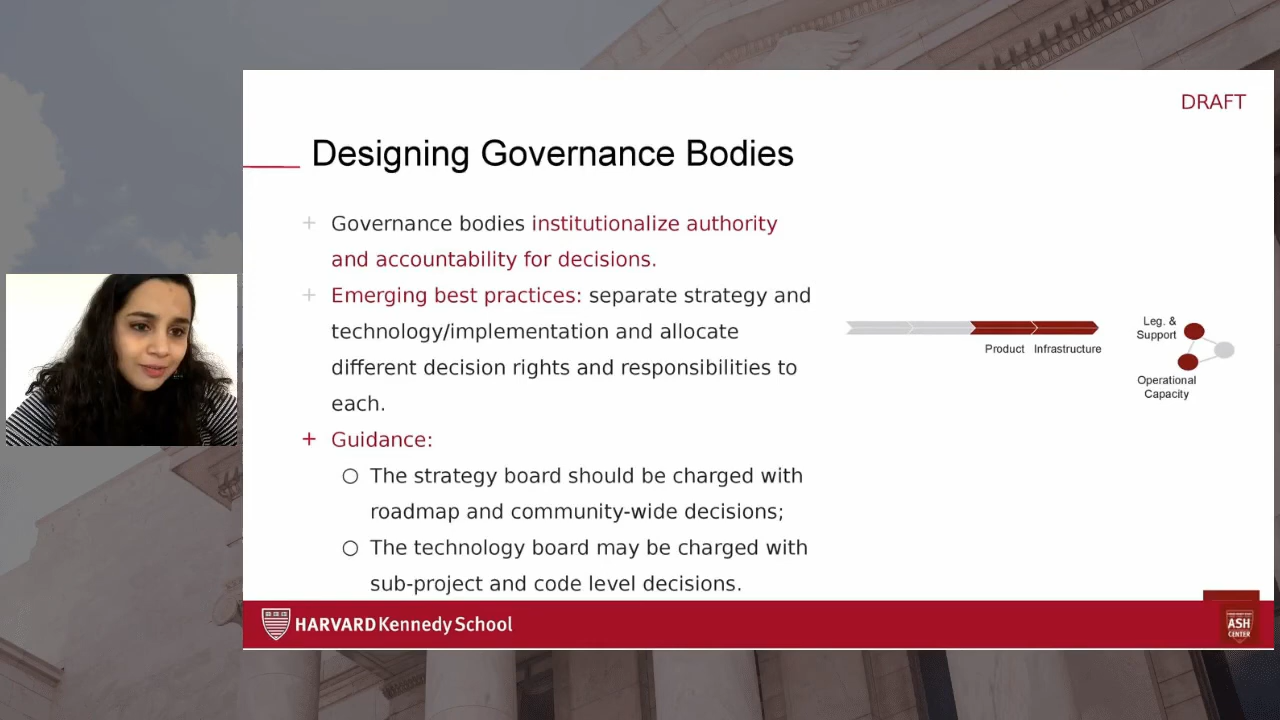 DRAFT
Designing Governance Bodies
+ Governance bodies institutionalize authority
and accountability for decisions.
+ Emerging best practices: separate strategy and
technology/implementation and allocate
different decision rights and responsibilities to
each.
+ Guidance:
○ The strategy board should be charged with
roadmap and community-wide decisions;
○ The technology board may be charged with
sub-project and code level decisions.
Product Infrastructure
Leg. &
Support
Operational
Capacity
HARVARD Kennedy School
ASH
CENTER